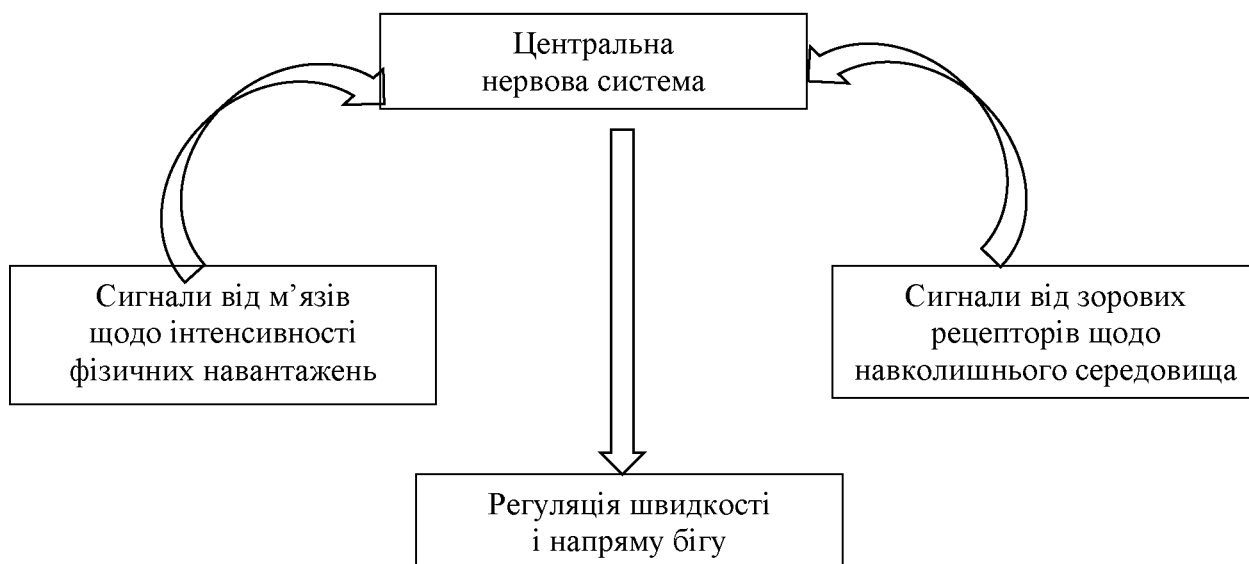 Центральна
нервова система
Сигнали від м’язів
щодо інтенсивності
фізичних навантажень
Сигнали від зорових
рецепторів щодо
навколишнього середовища
Регуляція швидкості
і напряму бігу